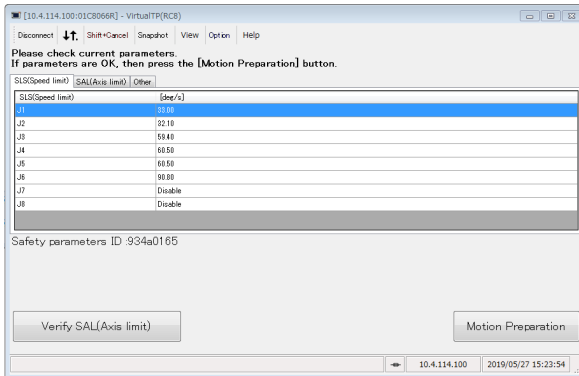 [10.4.114.100:01C8066R] - VirtualTP(RC8)
Disconnect Shift+Cancel Snapshot View Option Help
Please check current parameters.
If parameters are OK, then press the [Motion Preparation] button.
SLS(Speed limit) SAL(Axis limit) Other
SLS(Speed limit) [deg/s]
J1 33.00
J2 32.10
J3 59.40
J4 60.50
J5 60.50
J6 90.80
J7 Disable
J8 Disable
Safety parameters ID :934a0165
Verify SAL(Axis limit) Motion Preparation
10.4.114.100 2019/05/27 15:23:54